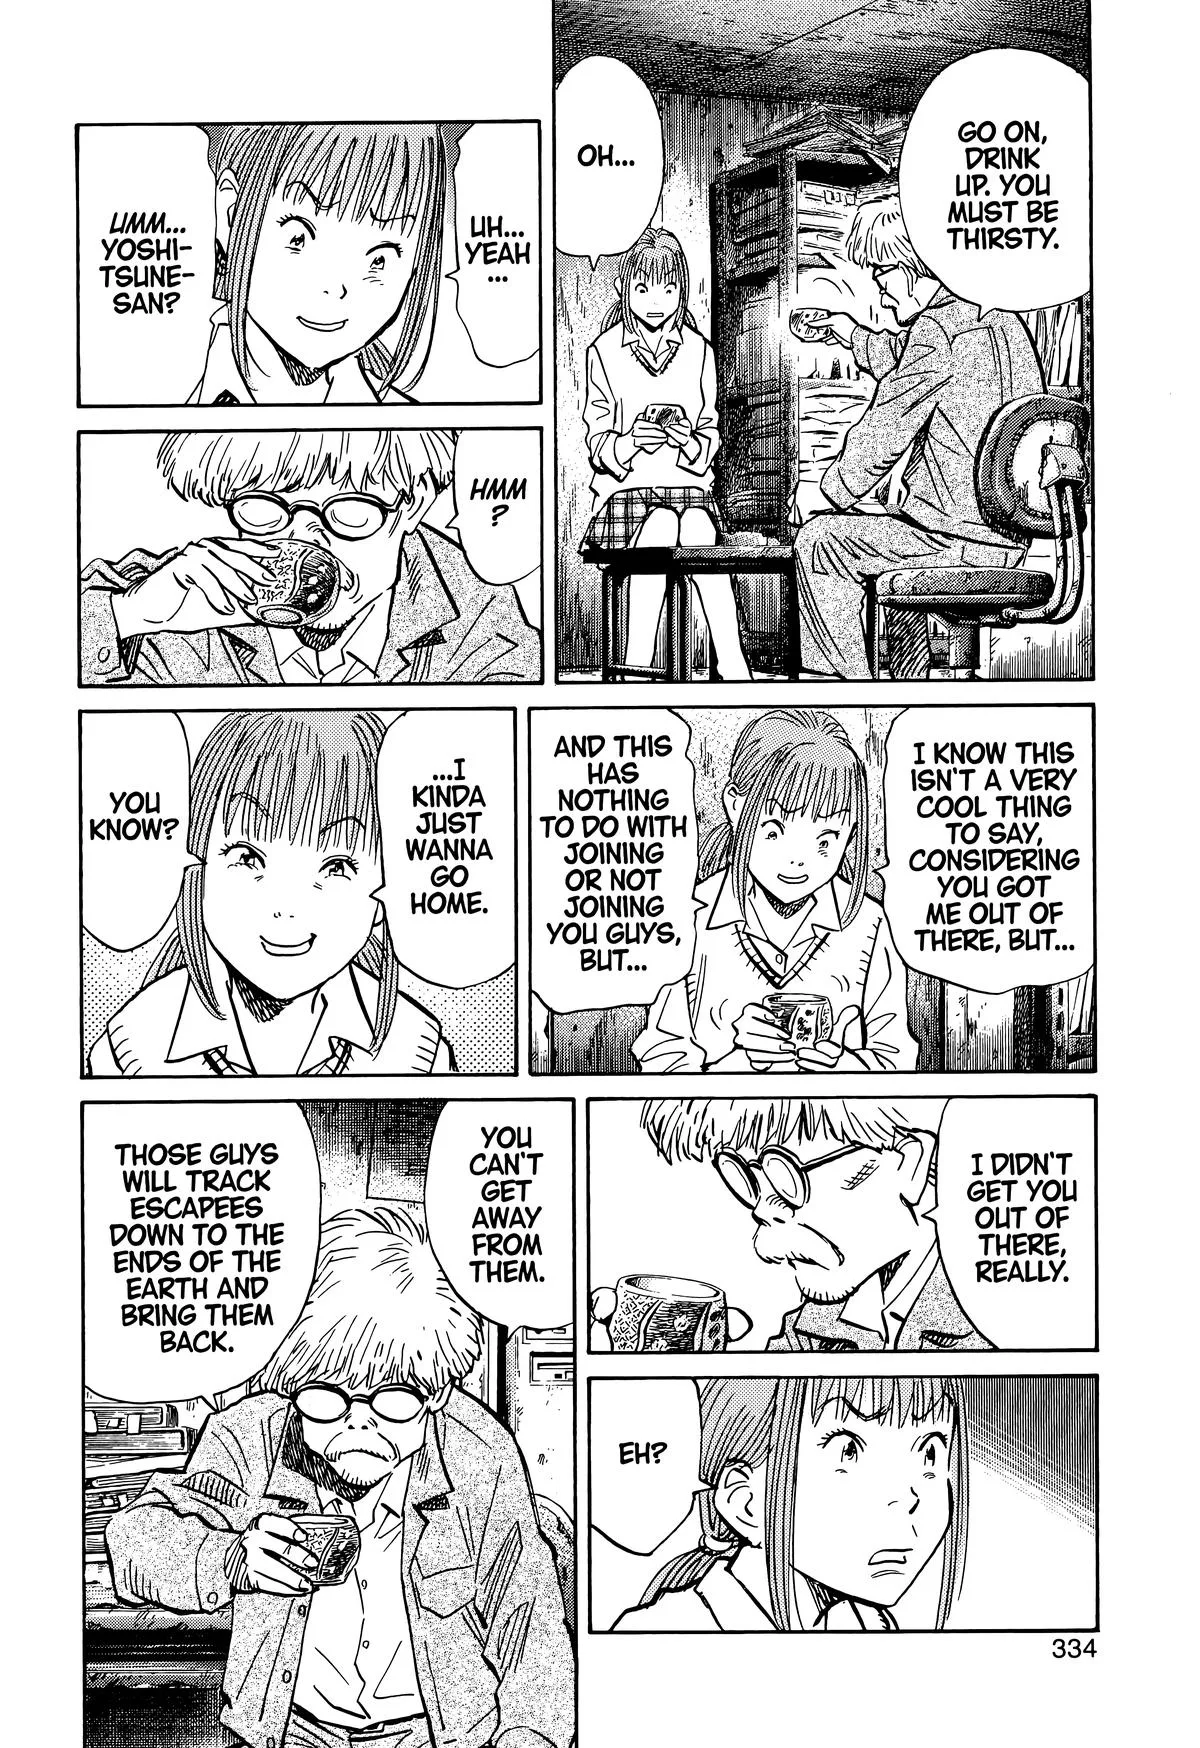 GO ON,
DRINK
UP. YOU
MUST BE
THIRSTY.
OH...
UH...
YEAH
...
UMM...
YOSHI-
TSUNE-
SAN?
HMM
?
I KNOW THIS
ISN'T A VERY
COOL THING
TO SAY,
CONSIDERING
YOU GOT
ME OUT OF
THERE, BUT...
AND THIS
HAS
NOTHING
TO DO WITH
JOINING
OR NOT
JOINING
YOU GUYS,
BUT...
...I
KINDA
JUST
WANNA
GO
HOME.
YOU
KNOW?
I DIDN'T
GET YOU
OUT OF
THERE,
REALLY.
EH?
YOU
CAN'T
GET
AWAY
FROM
THEM.
THOSE GUYS
WILL TRACK
ESCAPEES
DOWN TO THE
ENDS OF THE
EARTH AND
BRING THEM
BACK.
334